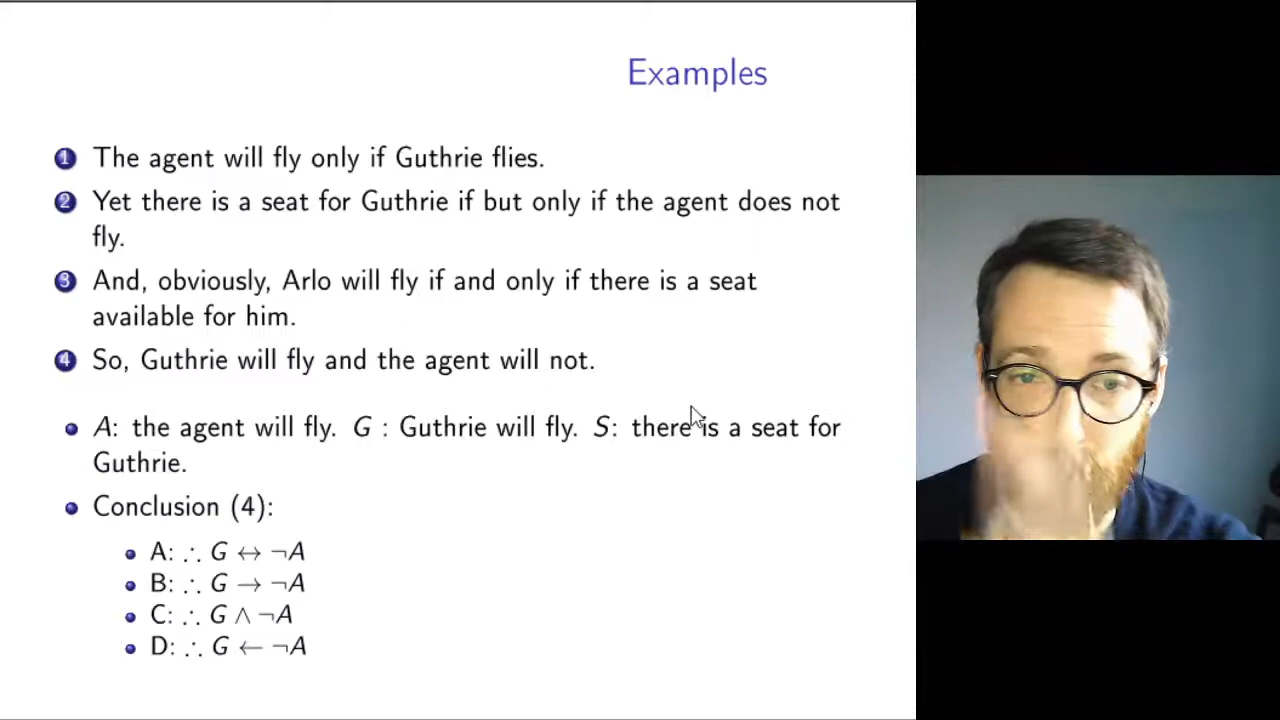 Examples
1 The agent will fly only if Guthrie flies.
2 Yet there is a seat for Guthrie if but only if the agent does not
fly.
3 And, obviously, Arlo will fly if and only if there is a seat
available for him.
4 So, Guthrie will fly and the agent will not.
A: the agent will fly. G : Guthrie will fly. S: there is a seat for
Guthrie.
Conclusion (4):
A: ∴ G ↔ ¬A
B: ∴ G → ¬A
C: ∴ G ∧ ¬A
D: ∴ G ← ¬A